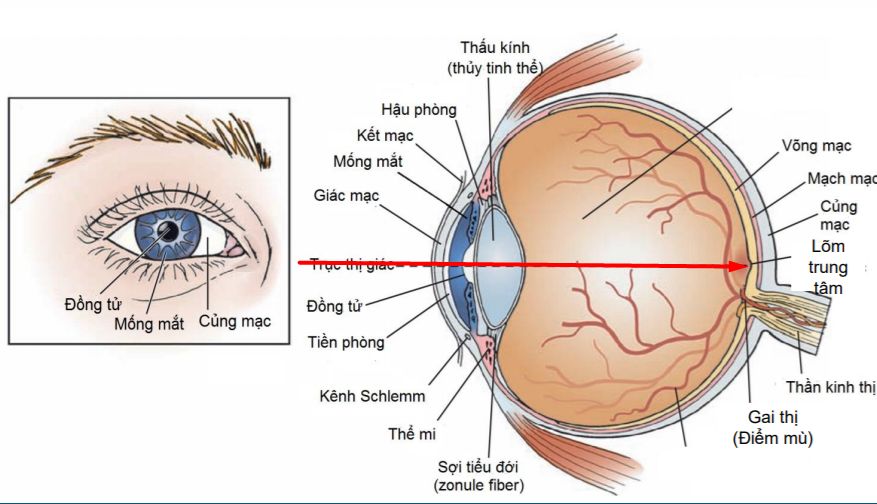 Thấu kính
(thủy tinh thể)
Hậu phòng
Kết mạc
Mống mắt
Giác mạc
Trục thị giác
Đồng tử
Tiền phòng
Kênh Schlemm
Thể mi
Sợi tiểu đới
(zonule fiber)
Võng mạc
Mạch mạc
Củng
mạc
Lõm
trung
tâm
Thần kinh thị
Gai thị
(Điểm mù)
Đồng tử
Mống mắt
Củng mạc